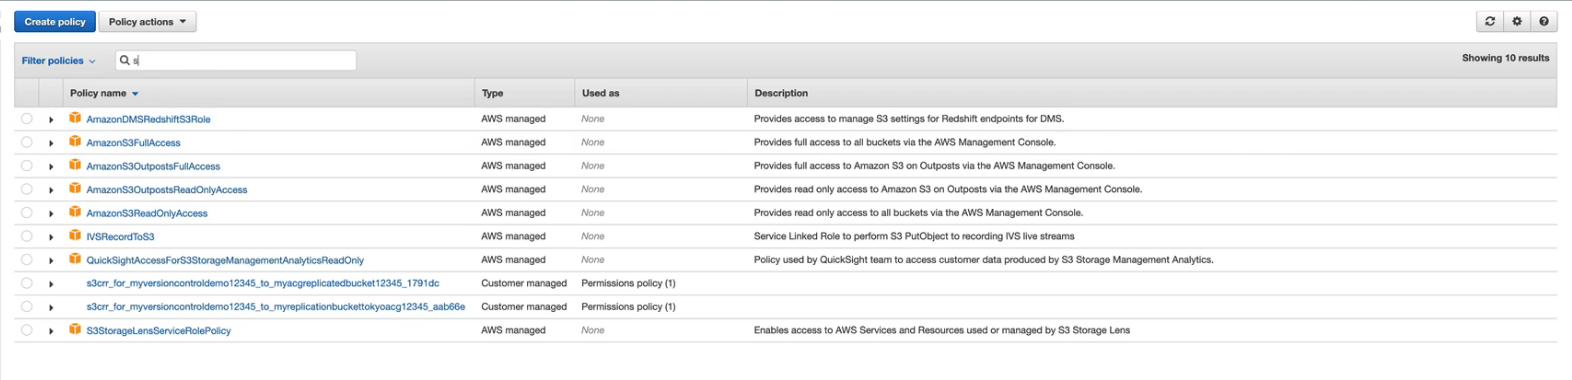 Create policy Policy actions
Filter policies s Showing 10 results
Policy name Type Used as Description
AmazonDMSRedshiftS3Role AWS managed None Provides access to manage S3 settings for Redshift endpoints for DMS.
AmazonS3FullAccess AWS managed None Provides full access to all buckets via the AWS Management Console.
AmazonS3OutpostsFullAccess AWS managed None Provides full access to Amazon S3 on Outposts via the AWS Management Console.
AmazonS3OutpostsReadOnlyAccess AWS managed None Provides read only access to Amazon S3 on Outposts via the AWS Management Console.
AmazonS3ReadOnlyAccess AWS managed None Provides read only access to all buckets via the AWS Management Console.
IVSRecordToS3 AWS managed None Service Linked Role to perform S3 PutObject to recording IVS live streams
QuickSightAccessForS3StorageManagementAnalyticsReadOnly AWS managed None Policy used by QuickSight team to access customer data produced by S3 Storage Management Analytics.
s3crr_for_myversioncontroldemo12345_to_myacgreplicatedbucket12345_1791dc Customer managed Permissions policy (1)
s3crr_for_myversioncontroldemo12345_to_myreplicationbuckettokyoacg12345_aab66e Customer managed Permissions policy (1)
S3StorageLensServiceRolePolicy AWS managed None Enables access to AWS Services and Resources used or managed by S3 Storage Lens